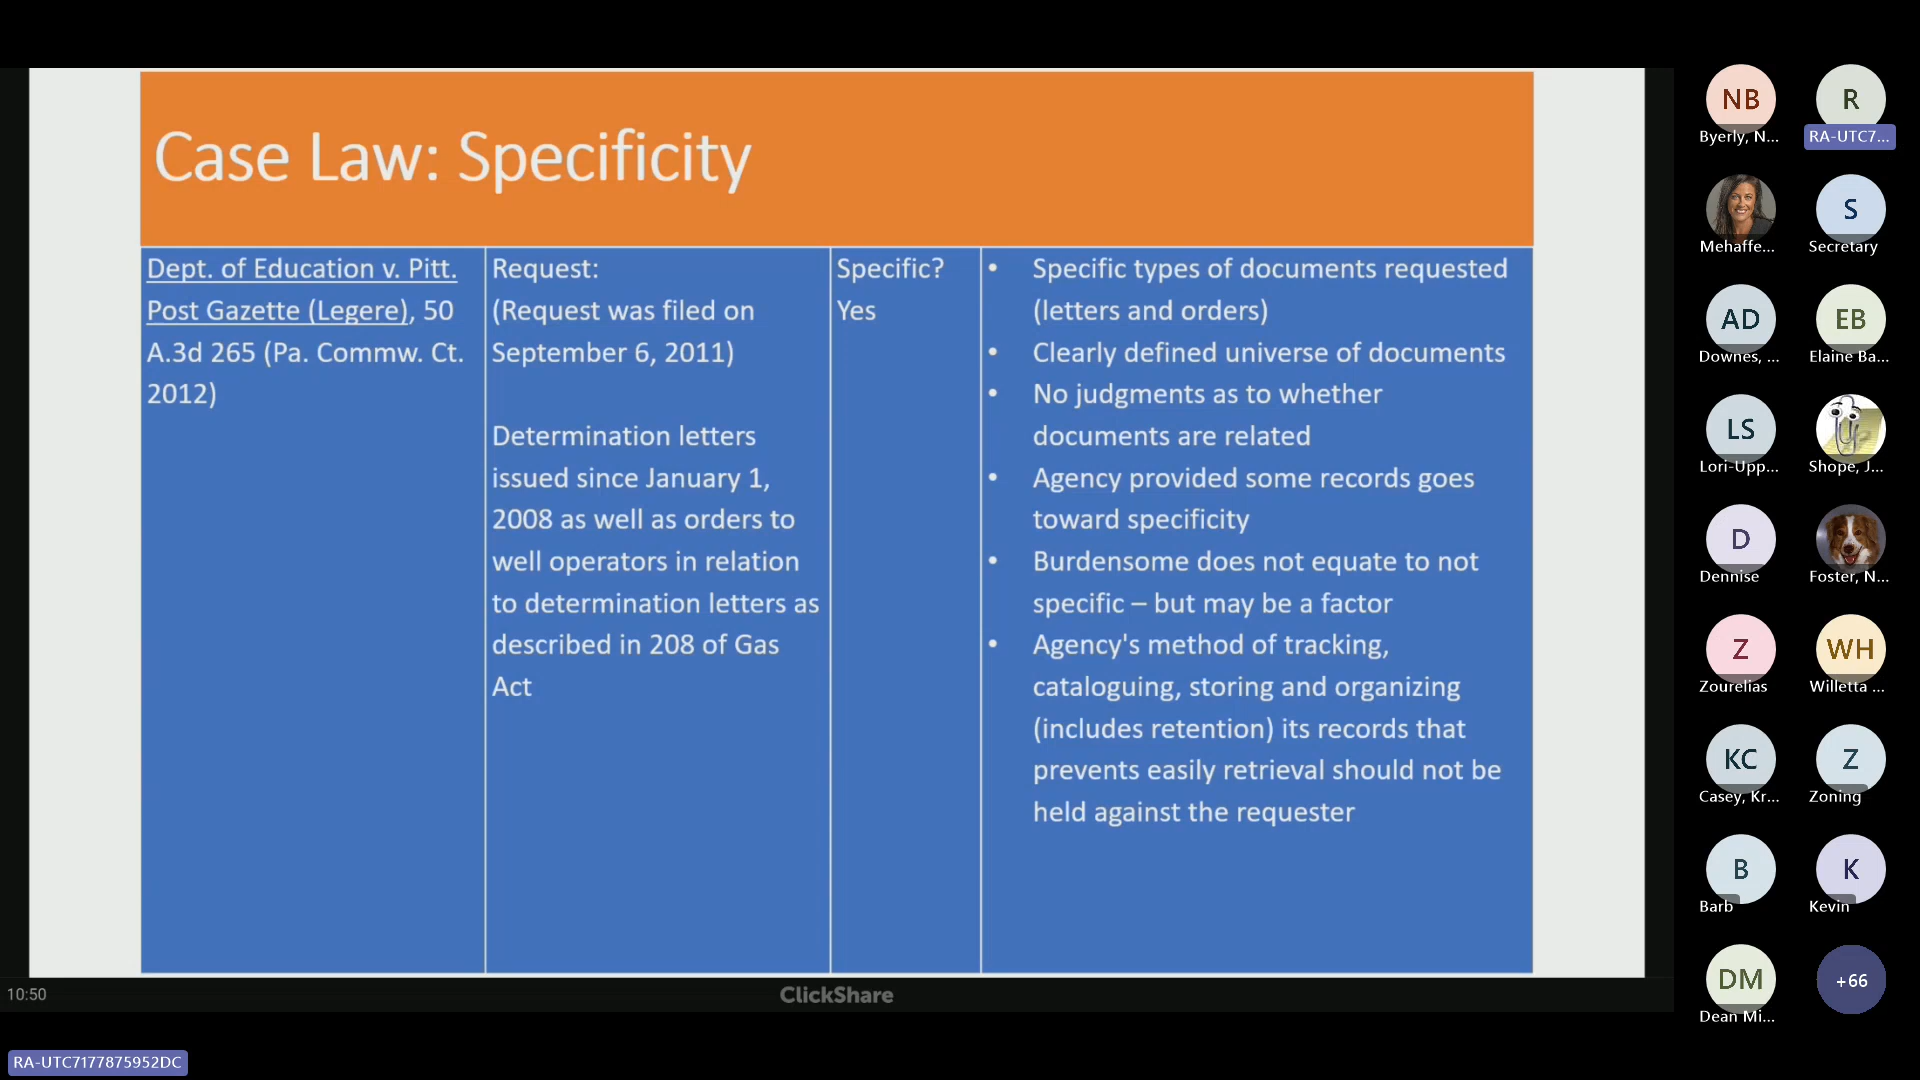 Case Law: Specificity
Dept. of Education v. Pitt.
Post Gazette (Legere), 50
A.3d 265 (Pa. Commw. Ct.
2012)
Request:
(Request was filed on
September 6, 2011)
Determination letters
issued since January 1,
2008 as well as orders to
well operators in relation
to determination letters as
described in 208 of Gas
Act
Specific?
Yes
• Specific types of documents requested
(letters and orders)
• Clearly defined universe of documents
• No judgments as to whether
documents are related
• Agency provided some records goes
toward specificity
• Burdensome does not equate to not
specific – but may be a factor
• Agency's method of tracking,
cataloguing, storing and organizing
(includes retention) its records that
prevents easily retrieval should not be
held against the requester
10:50
ClickShare
RA-UTC7177875952DC
NB
Byerly, N...
R
RA-UTC7...
Mehaffe...
S
Secretary
AD
Downes, ...
EB
Elaine Ba...
LS
Lori-Upp...
Shope, J...
D
Dennise
Foster, N...
Z
Zourelias
WH
Willetta ...
KC
Casey, Kr...
Z
Zoning
B
Barb
K
Kevin
DM
Dean Mi...
+66